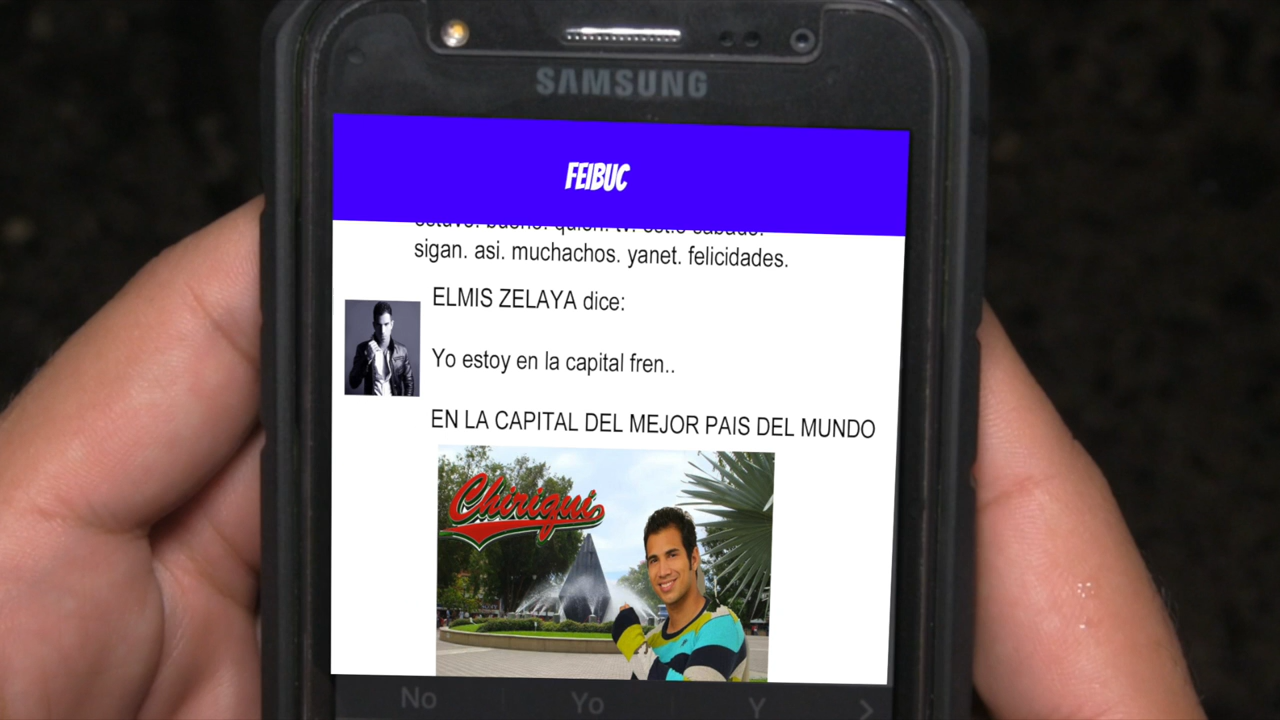 SAMSUNG
FEIBUC
sigan. asi. muchachos. yanet. felicidades.
ELMIS ZELAYA dice:
Yo estoy en la capital fren..
EN LA CAPITAL DEL MEJOR PAIS DEL MUNDO
Chiriqui
No Yo Y